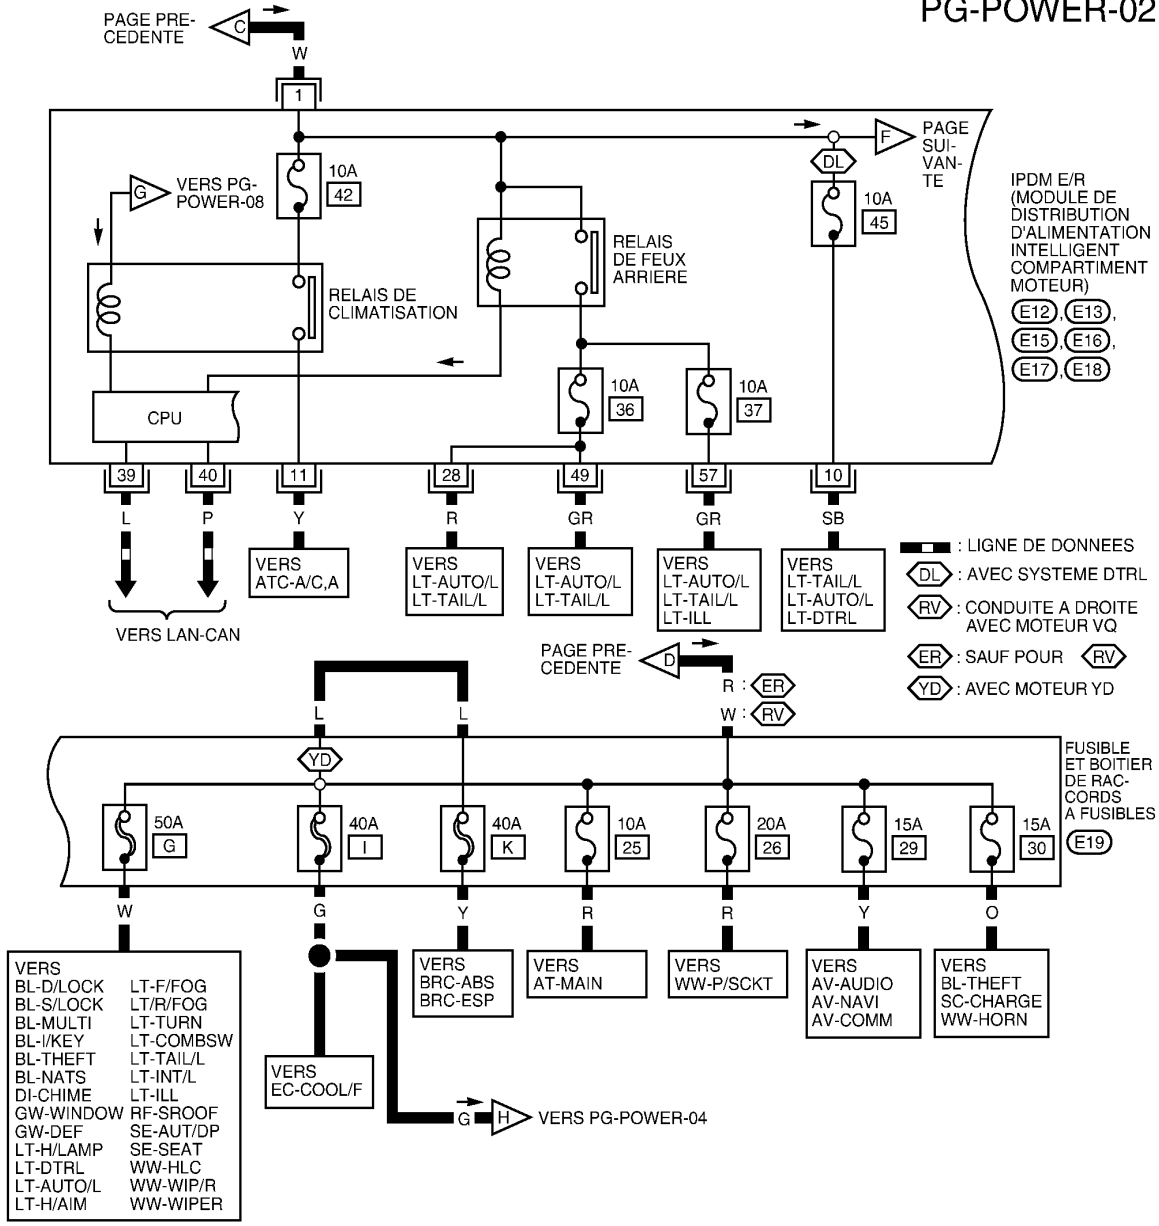 PG-POWER-02
PAGE PRE-
CEDENTE
C
W
1
F
PAGE
SUI-
VAN-
TE
DL
G
VERS PG-
POWER-08
10A
42
10A
45
IPDM E/R
(MODULE DE
DISTRIBUTION
D'ALIMENTATION
INTELLIGENT
COMPARTIMENT
MOTEUR)
E12 , E13 ,
E15 , E16 ,
E17 , E18
RELAIS
DE FEUX
ARRIERE
RELAIS DE
CLIMATISATION
10A
36
10A
37
CPU
39 40 11 28 49 57 10
L P Y R GR GR SB
VERS
ATC-A/C,A
VERS
LT-AUTO/L
LT-TAIL/L
VERS
LT-AUTO/L
LT-TAIL/L
VERS
LT-AUTO/L
LT-TAIL/L
LT-ILL
VERS
LT-TAIL/L
LT-AUTO/L
LT-DTRL
VERS LAN-CAN
: LIGNE DE DONNEES
DL : AVEC SYSTEME DTRL
RV : CONDUITE A DROITE
AVEC MOTEUR VQ
ER : SAUF POUR RV
YD : AVEC MOTEUR YD
PAGE PRE-
CEDENTE
D
R : ER
W : RV
L L
YD
FUSIBLE
ET BOITIER
DE RAC-
CORDS
A FUSIBLES
E19
50A
G
40A
I
40A
K
10A
25
20A
26
15A
29
15A
30
W G Y R R Y O
VERS
BL-D/LOCK LT-F/FOG
BL-S/LOCK LT/R/FOG
BL-MULTI LT-TURN
BL-I/KEY LT-COMBSW
BL-THEFT LT-TAIL/L
BL-NATS LT-INT/L
DI-CHIME LT-ILL
GW-WINDOW RF-SROOF
GW-DEF SE-AUT/DP
LT-H/LAMP SE-SEAT
LT-DTRL WW-HLC
LT-AUTO/L WW-WIP/R
LT-H/AIM WW-WIPER
VERS
EC-COOL/F
VERS
BRC-ABS
BRC-ESP
VERS
AT-MAIN
VERS
WW-P/SCKT
VERS
AV-AUDIO
AV-NAVI
AV-COMM
VERS
BL-THEFT
SC-CHARGE
WW-HORN
G H VERS PG-POWER-04